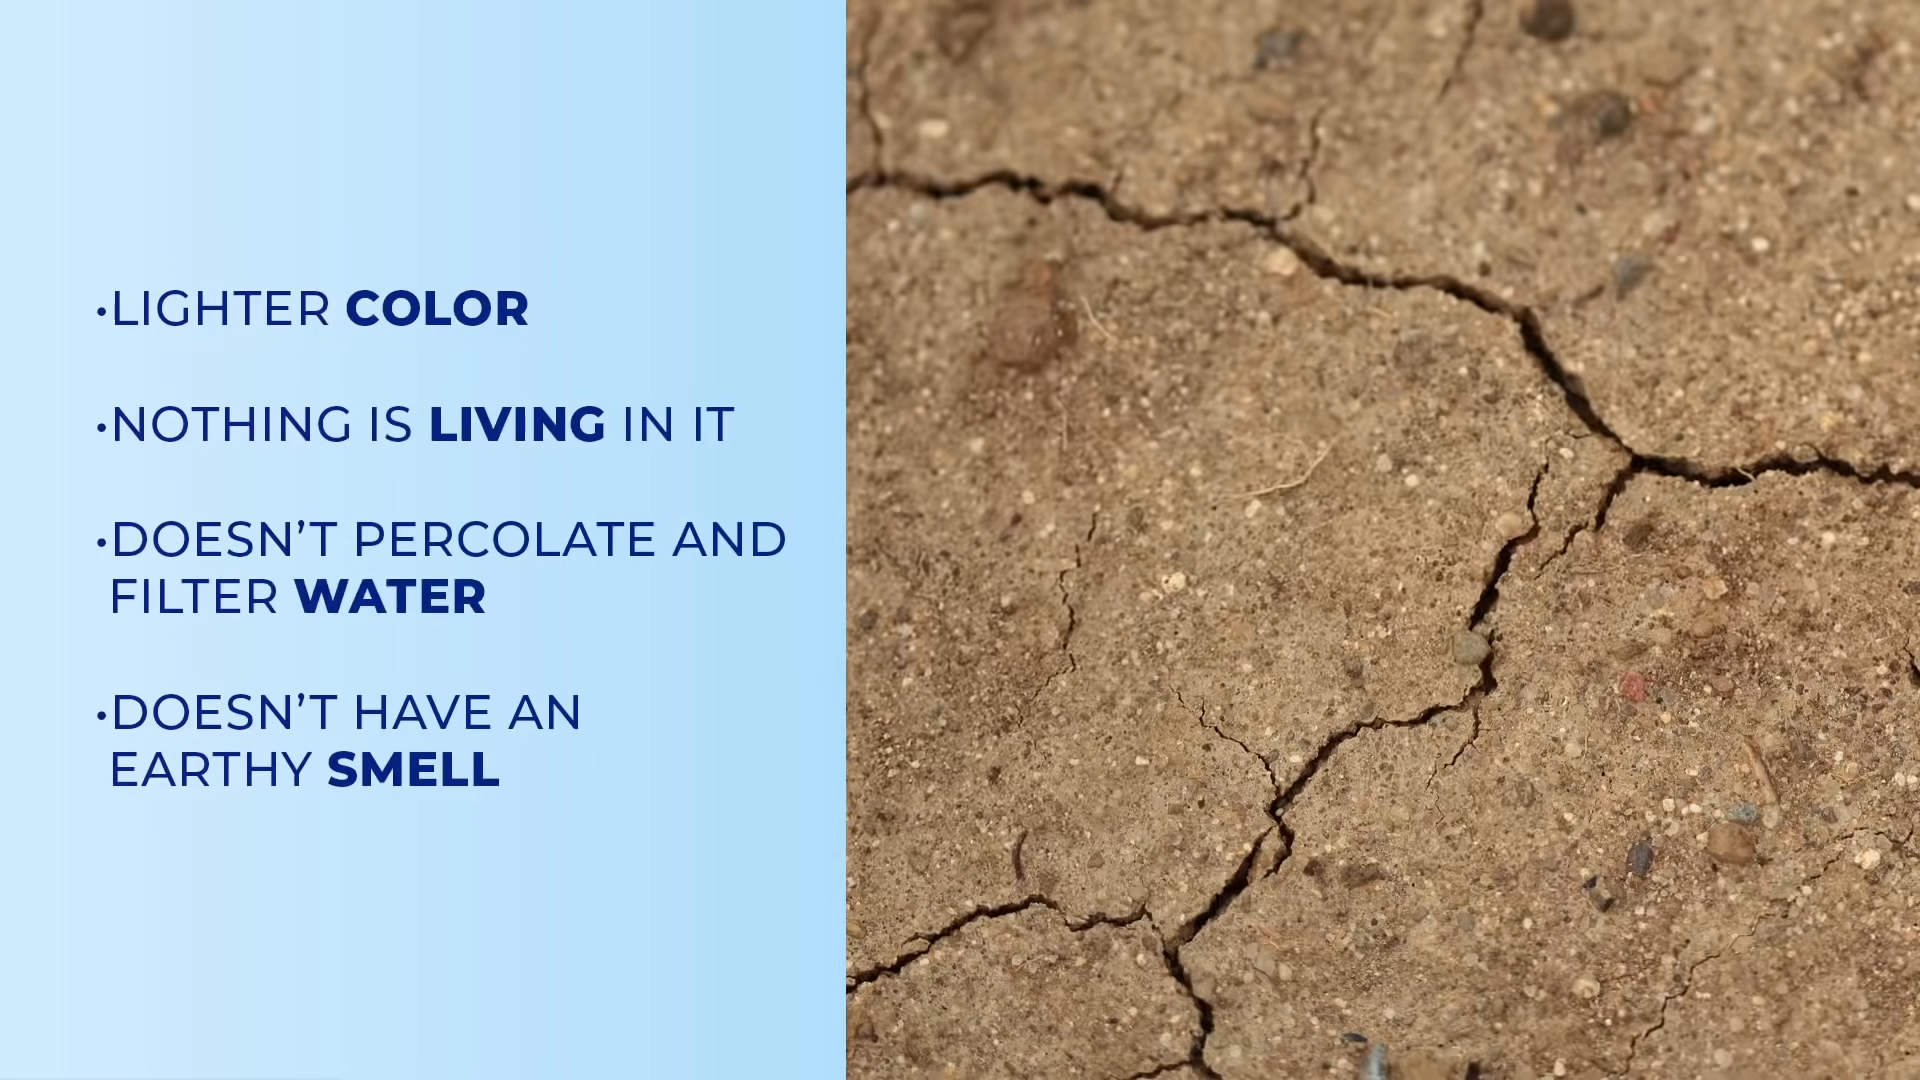 •LIGHTER COLOR
•NOTHING IS LIVING IN IT
•DOESN’T PERCOLATE AND
FILTER WATER
•DOESN’T HAVE AN
EARTHY SMELL